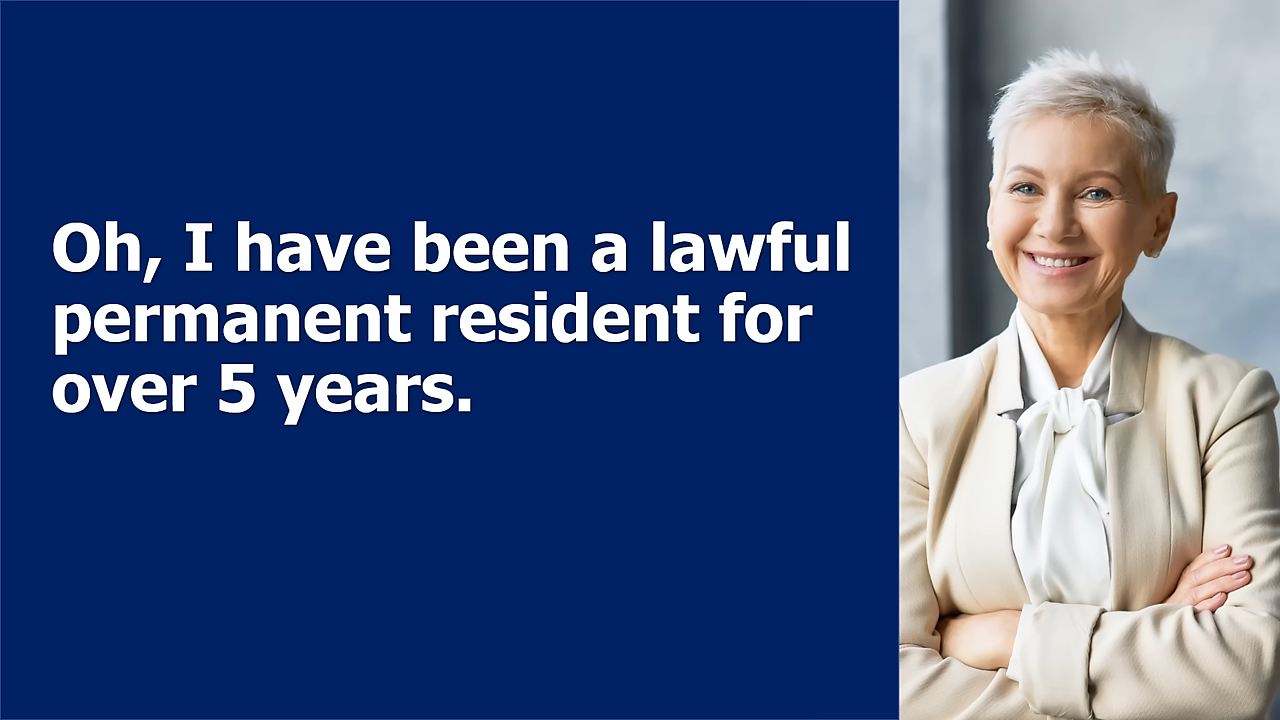 Oh, I have been a lawful
permanent resident for
over 5 years.